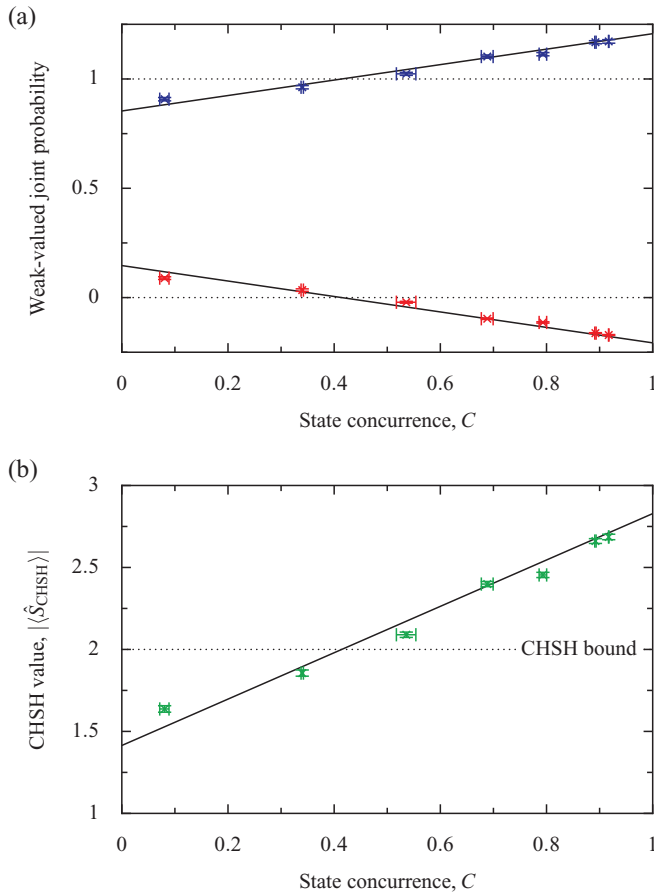 (a)
Weak-valued joint probability
1
0.5
0
0 0.2 0.4 0.6 0.8 1
State concurrence, C
(b)
CHSH value, |⟨Ŝ_CHSH⟩|
3
2.5
2
CHSH bound
1.5
1
0 0.2 0.4 0.6 0.8 1
State concurrence, C